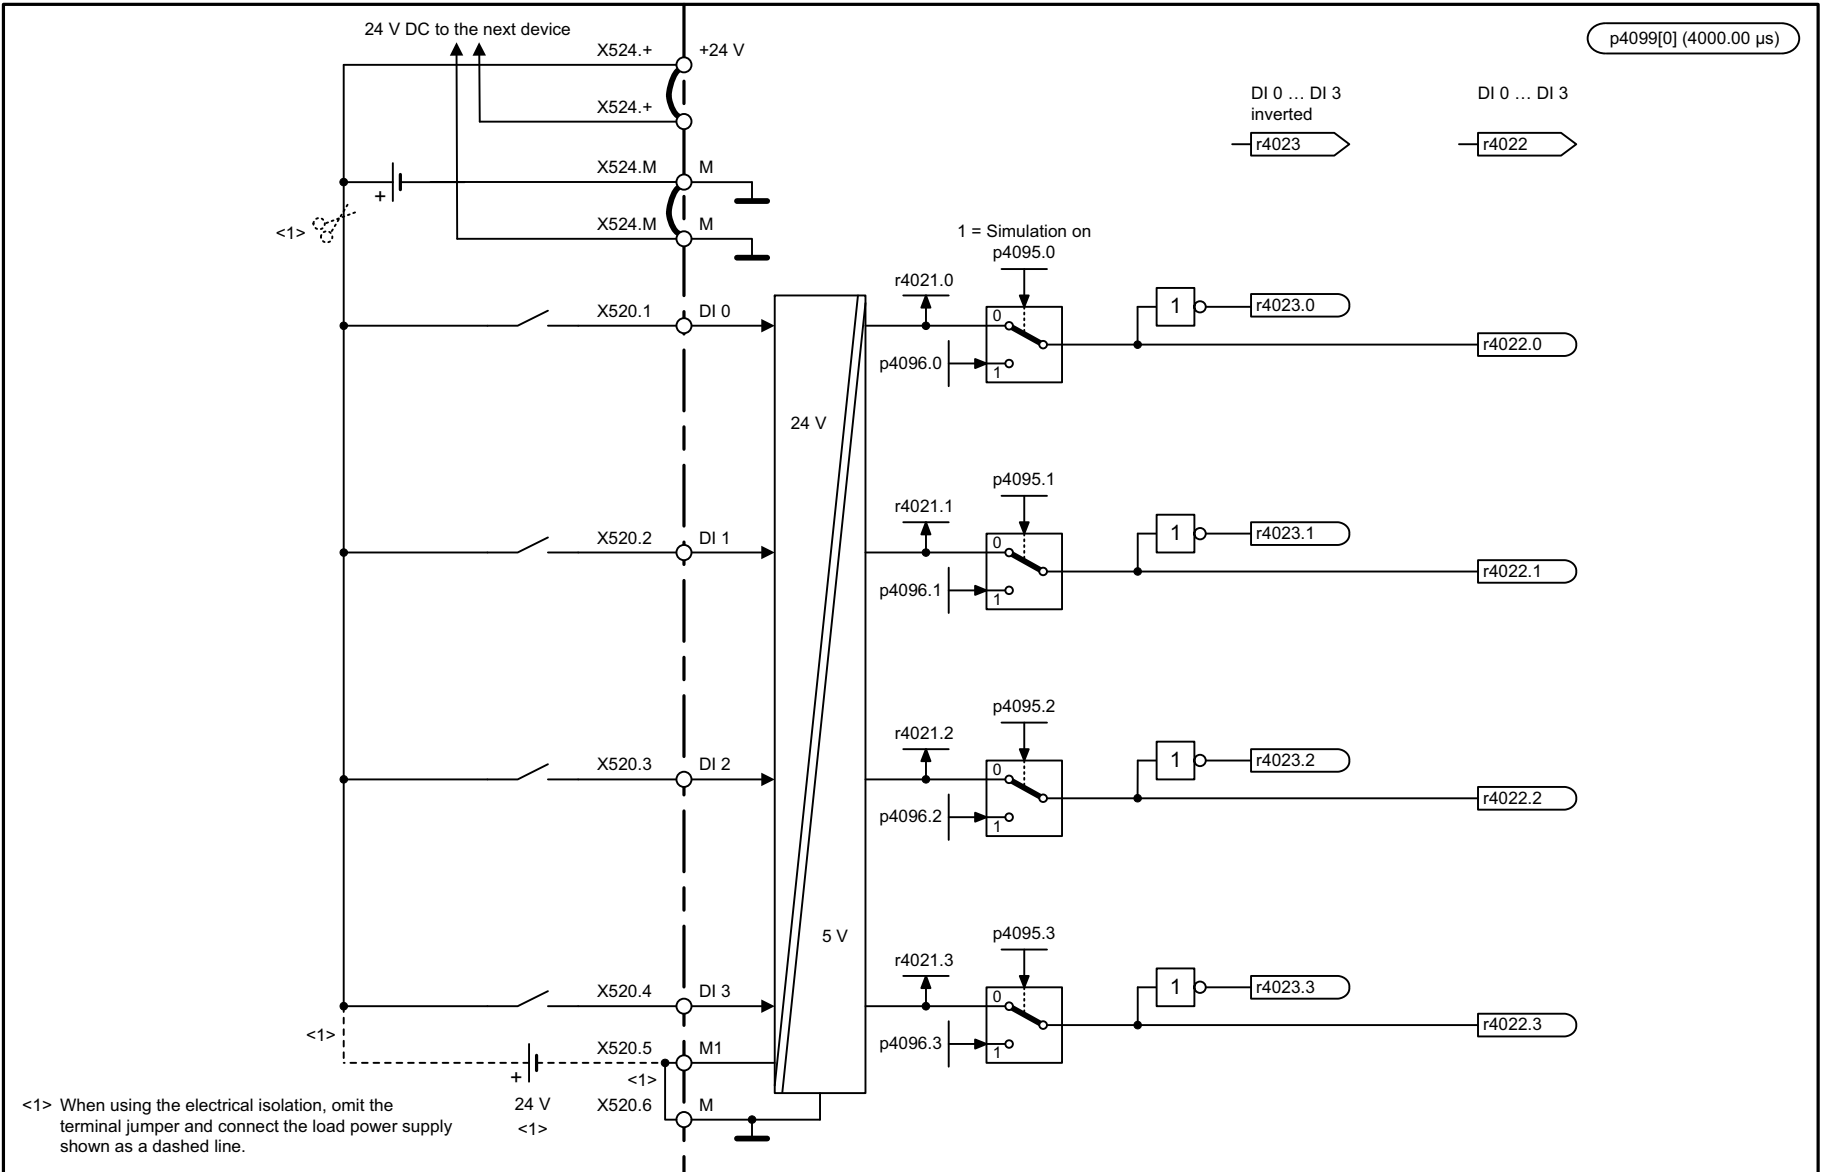 24 V DC to the next device
X524.+
+24 V
p4099[0] (4000.00 µs)
X524.+
DI 0 … DI 3
inverted
r4023
DI 0 … DI 3
r4022
X524.M
M
+
<1>
X524.M
M
1 = Simulation on
p4095.0
r4021.0
X520.1
DI 0
0
1
p4096.0
1
r4023.0
r4022.0
24 V
p4095.1
r4021.1
X520.2
DI 1
0
1
p4096.1
1
r4023.1
r4022.1
p4095.2
r4021.2
X520.3
DI 2
0
1
p4096.2
1
r4023.2
r4022.2
5 V
p4095.3
r4021.3
X520.4
DI 3
0
1
p4096.3
1
r4023.3
r4022.3
<1>
X520.5
M1
+
<1>
24 V
<1>
X520.6
M
<1> When using the electrical isolation, omit the
terminal jumper and connect the load power supply
shown as a dashed line.